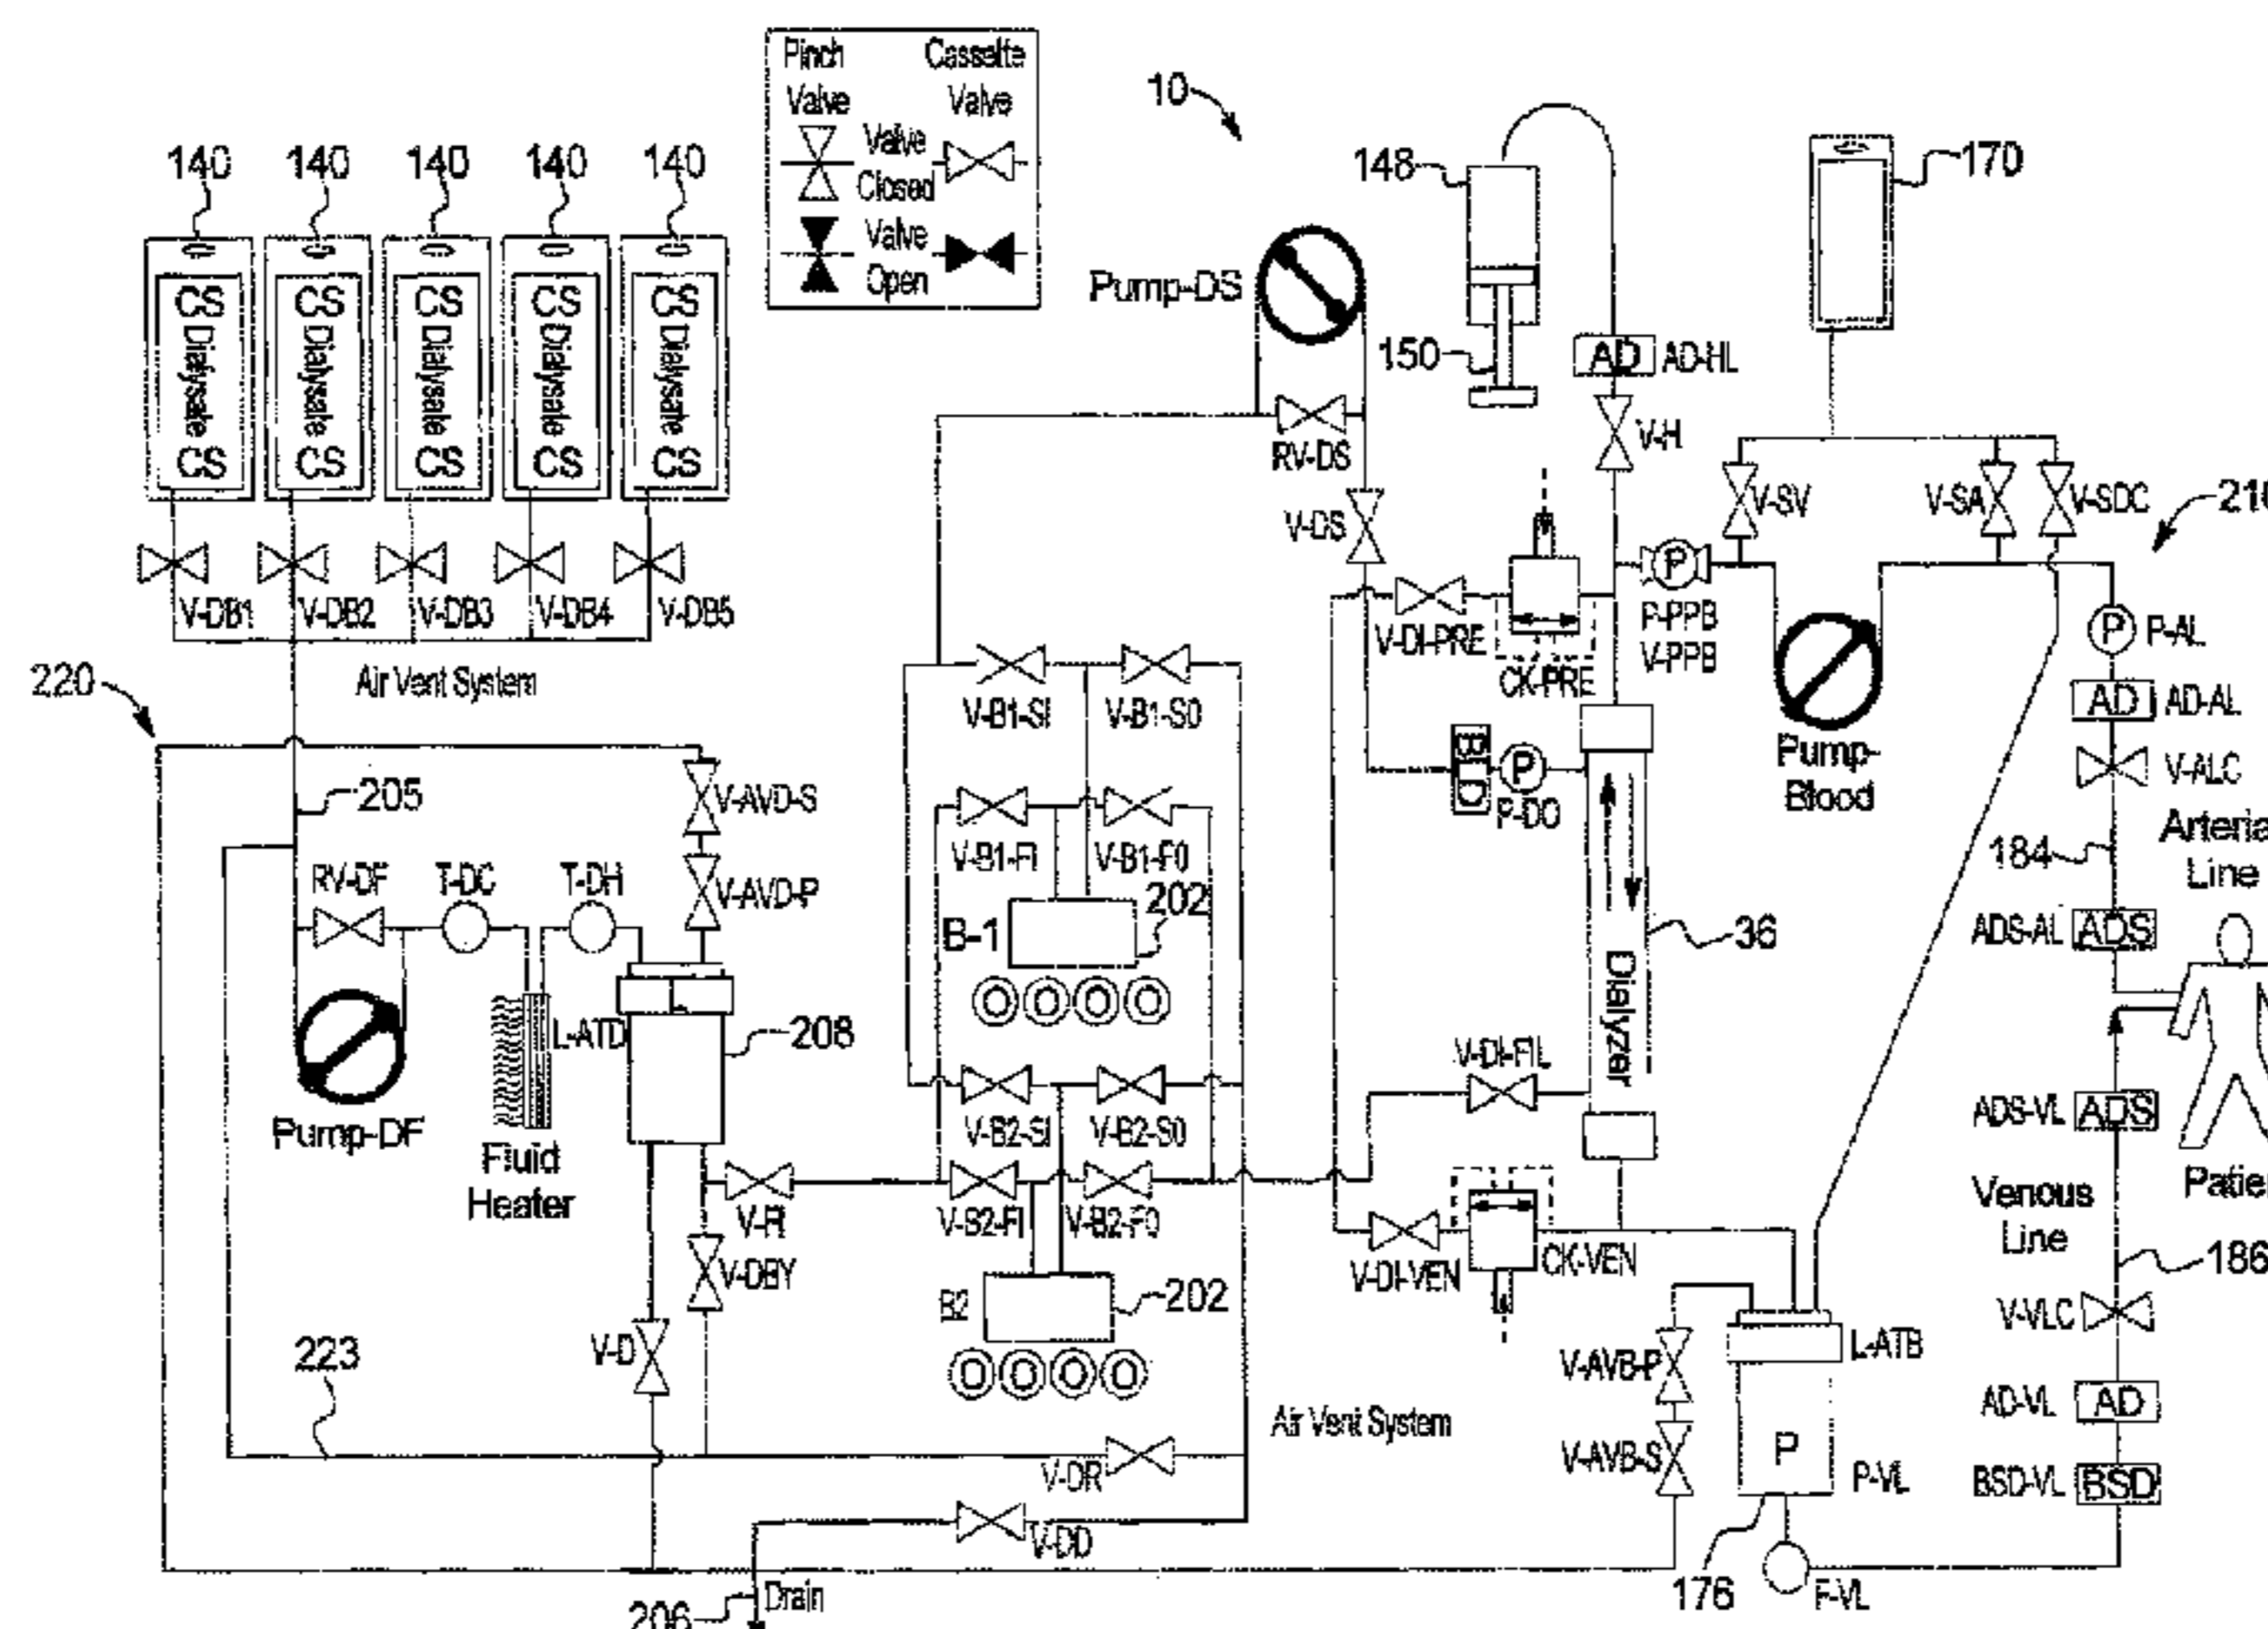 Pinch Cassette
Valve Valve
Valve
Closed
Valve
Open
10
140 140 140 140 140
148
170
CS CS CS CS CS
Dialysate Dialysate Dialysate Dialysate Dialysate
CS CS CS CS CS
Pump-DS
150
AD AD-HL
V-H
RV-DS
V-SV V-SA V-SDC
V-DS
V-DB1 V-DB2 V-DB3 V-DB4 V-DB5
V-DI-PRE
CK-PRE
P
P-PPB
V-PPB
P P-AL
220
Air Vent System
V-B1-SI V-B1-SO
AD AD-AL
Pump-
Blood
V-ALC
205
V-AVD-S
BLD P
P-DO
V-B1-FI V-B1-FO
184
Line
RV-DF T-DC T-DH
V-AVD-P
B-1
202
36
ADS-AL ADS
Dialyzer
L-ATD
208
V-DI-FIL
Pump-DF
Fluid
Heater
V-B2-SI V-B2-SO
ADS-VL ADS
V-FI
V-B2-FI V-B2-FO
Venous
Line
186
V-DBY
V-DI-VEN
CK-VEN
B2
202
V-D
V-VLC
L-ATB
223
V-AVB-P
AD-VL AD
Air Vent System
V-AVB-S
P
P-VL
BSD-VL BSD
V-DR
V-DD
176
F-VL
206
Drain